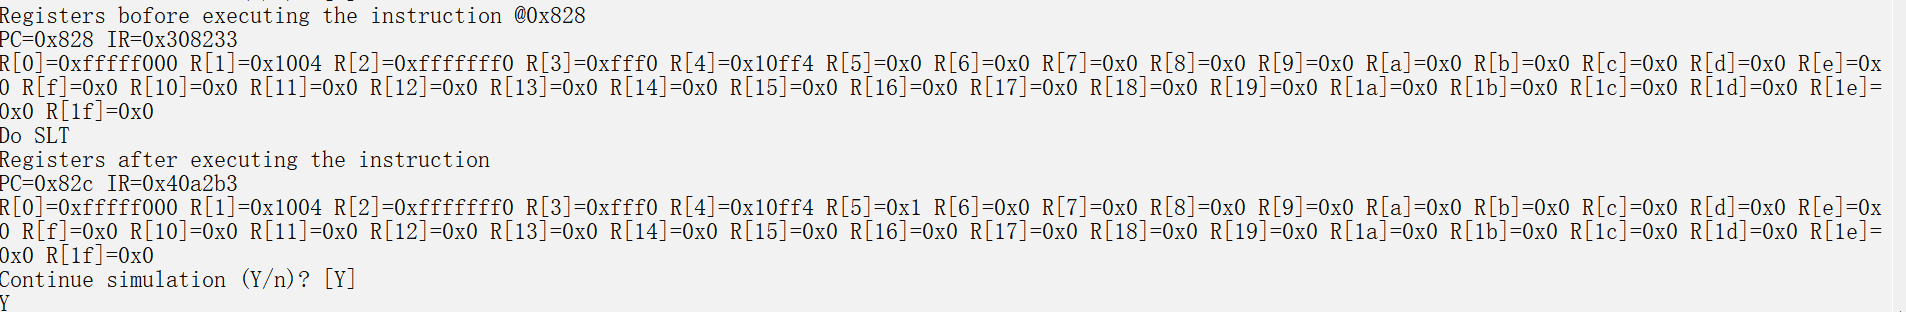 Registers bofore executing the instruction @0x828
PC=0x828 IR=0x308233
R[0]=0xfffff000 R[1]=0x1004 R[2]=0xfffffff0 R[3]=0xfff0 R[4]=0x10ff4 R[5]=0x0 R[6]=0x0 R[7]=0x0 R[8]=0x0 R[9]=0x0 R[a]=0x0 R[b]=0x0 R[c]=0x0 R[d]=0x0 R[e]=0x
0 R[f]=0x0 R[10]=0x0 R[11]=0x0 R[12]=0x0 R[13]=0x0 R[14]=0x0 R[15]=0x0 R[16]=0x0 R[17]=0x0 R[18]=0x0 R[19]=0x0 R[1a]=0x0 R[1b]=0x0 R[1c]=0x0 R[1d]=0x0 R[1e]=
0x0 R[1f]=0x0
Do SLT
Registers after executing the instruction
PC=0x82c IR=0x40a2b3
R[0]=0xfffff000 R[1]=0x1004 R[2]=0xfffffff0 R[3]=0xfff0 R[4]=0x10ff4 R[5]=0x1 R[6]=0x0 R[7]=0x0 R[8]=0x0 R[9]=0x0 R[a]=0x0 R[b]=0x0 R[c]=0x0 R[d]=0x0 R[e]=0x
0 R[f]=0x0 R[10]=0x0 R[11]=0x0 R[12]=0x0 R[13]=0x0 R[14]=0x0 R[15]=0x0 R[16]=0x0 R[17]=0x0 R[18]=0x0 R[19]=0x0 R[1a]=0x0 R[1b]=0x0 R[1c]=0x0 R[1d]=0x0 R[1e]=
0x0 R[1f]=0x0
Continue simulation (Y/n)? [Y]
Y